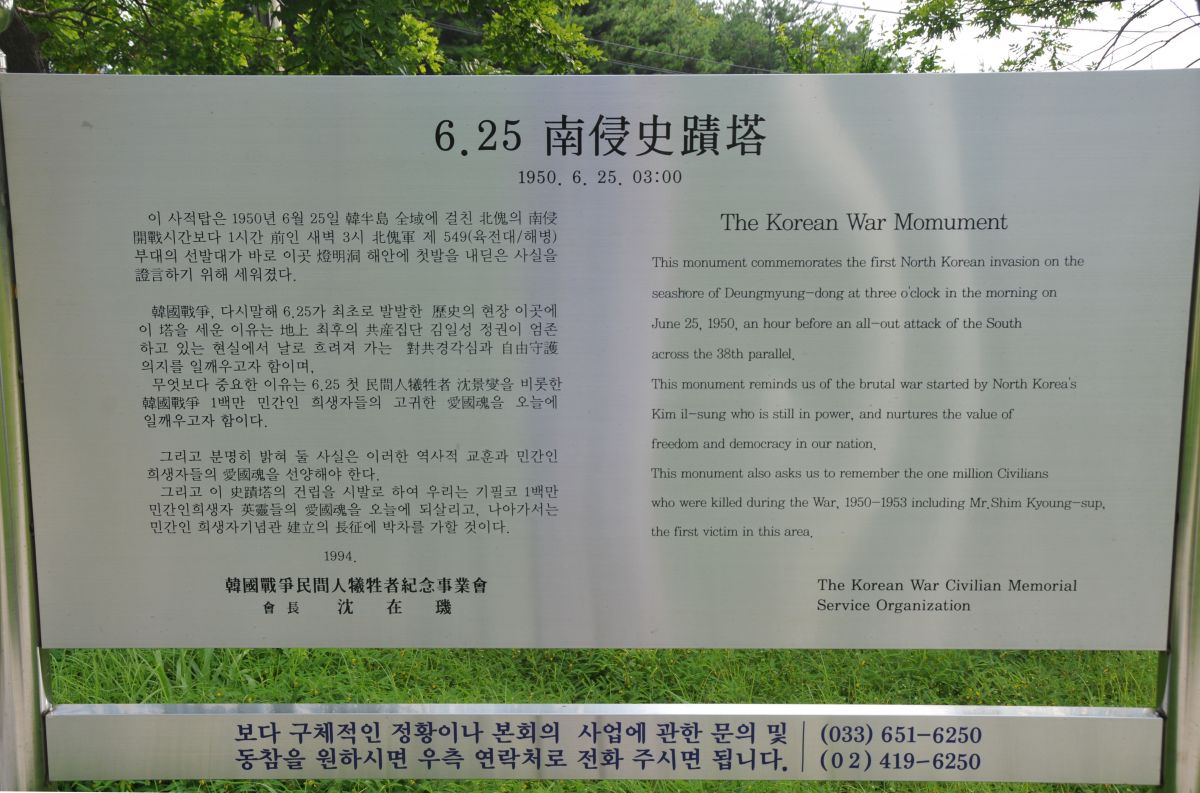 6.25 南侵史蹟塔
1950. 6. 25. 03:00
이 사적탑은 1950년 6월 25일 韓半島 全域에 걸친 北傀의 南侵
開戰시간보다 1시간 前인 새벽 3시 北傀軍 제 549(육전대/해병)
부대의 선발대가 바로 이곳 燈明洞 해안에 첫발을 내딛은 사실을
證言하기 위해 세워졌다.
韓國戰爭, 다시말해 6.25가 최초로 발발한 歷史의 현장 이곳에
이 塔을 세운 이유는 地上 최후의 共産집단 김일성 정권이 엄존
하고 있는 현실에서 날로 흐려져 가는 對共경각심과 自由守護
의지를 일깨우고자 함이며,
무엇보다 중요한 이유는 6.25 첫 民間人犧牲者 沈景燮을 비롯한
韓國戰爭 1백만 민간인 희생자들의 고귀한 愛國魂을 오늘에
일깨우고자 함이다.
그리고 분명히 밝혀 둘 사실은 이러한 역사적 교훈과 민간인
희생자들의 愛國魂을 선양해야 한다.
그리고 이 史蹟塔의 건립을 시발로 하여 우리는 기필코 1백만
민간인희생자 英靈들의 愛國魂을 오늘에 되살리고, 나아가서는
민간인 희생자기념관 建立의 長征에 박차를 가할 것이다.
1994.
韓國戰爭民間人犧牲者紀念事業會
會 長 沈 在 璣
The Korean War Momument
This monument commemorates the first North Korean invasion on the
seashore of Deungmyung-dong at three o'clock in the morning on
June 25, 1950, an hour before an all-out attack of the South
across the 38th parallel.
This monument reminds us of the brutal war started by North Korea's
Kim il-sung who is still in power, and nurtures the value of
freedom and democracy in our nation.
This monument also asks us to remember the one million Civilians
who were killed during the War, 1950-1953 including Mr.Shim Kyoung-sup,
the first victim in this area.
The Korean War Civilian Memorial
Service Organization
보다 구체적인 정황이나 본회의 사업에 관한 문의 및
동참을 원하시면 우측 연락처로 전화 주시면 됩니다.
(033) 651-6250
(02) 419-6250